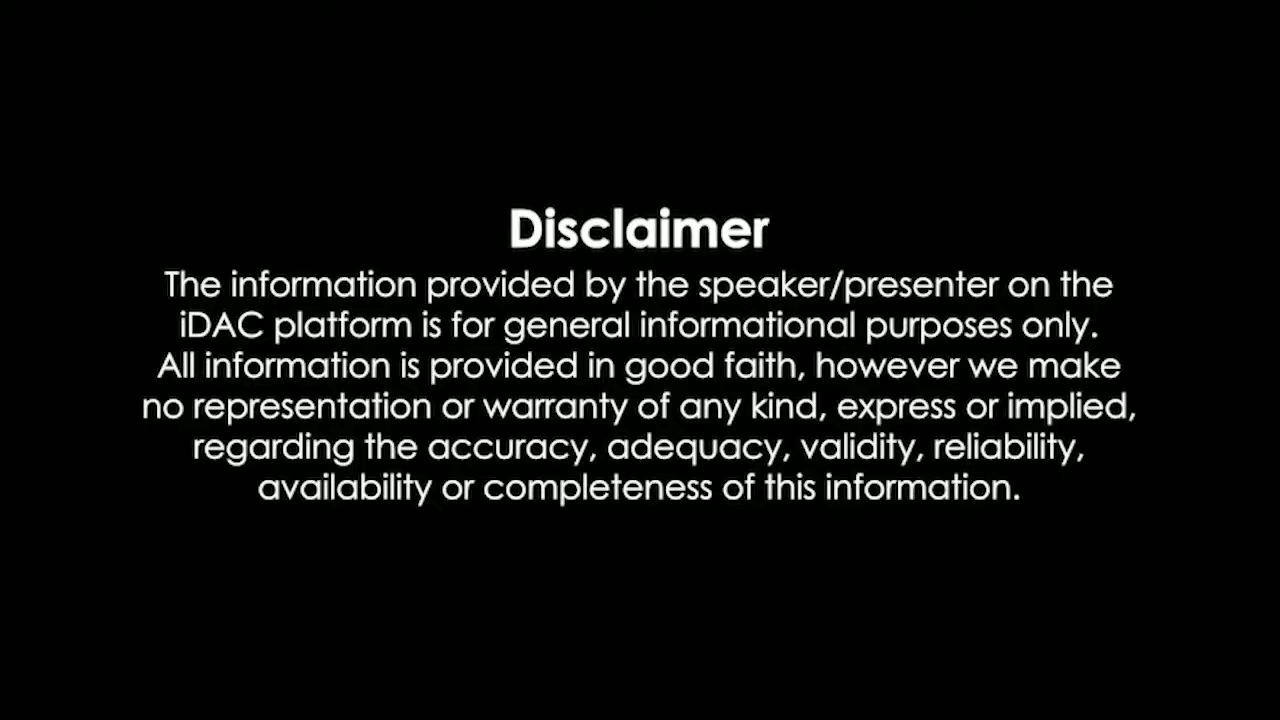 Disclaimer
The information provided by the speaker/presenter on the
iDAC platform is for general informational purposes only.
All information is provided in good faith, however we make
no representation or warranty of any kind, express or implied,
regarding the accuracy, adequacy, validity, reliability,
availability or completeness of this information.